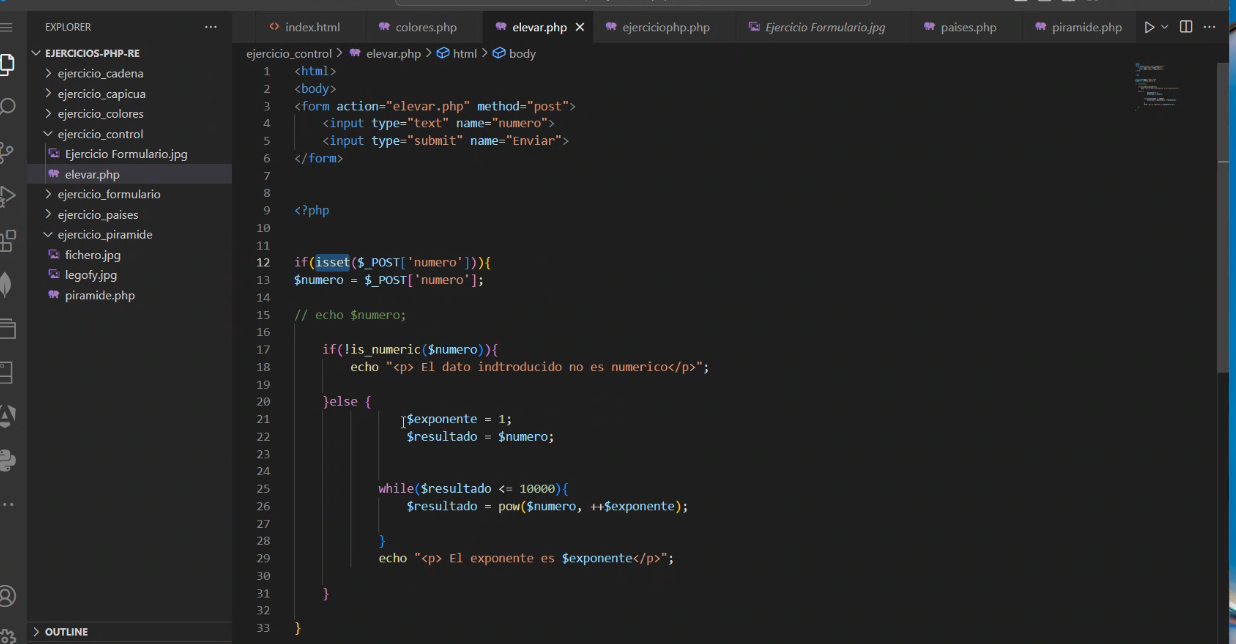 EXPLORER
EJERCICIOS-PHP-RE
ejercicio_cadena
ejercicio_capicua
ejercicio_colores
ejercicio_control
Ejercicio Formulario.jpg
elevar.php
ejercicio_formulario
ejercicio_paises
ejercicio_piramide
fichero.jpg
legofy.jpg
piramide.php
OUTLINE
index.html colores.php elevar.php ejerciciophp.php Ejercicio Formulario.jpg paises.php piramide.php
ejercicio_control > elevar.php > html > body
1 <html>
2 <body>
3 <form action="elevar.php" method="post">
4 <input type="text" name="numero">
5 <input type="submit" name="Enviar">
6 </form>
7
8
9 <?php
10
11
12 if(isset($_POST['numero'])){
13 $numero = $_POST['numero'];
14
15 // echo $numero;
16
17 if(!is_numeric($numero)){
18 echo "<p> El dato indtroducido no es numerico</p>";
19
20 }else {
21 $exponente = 1;
22 $resultado = $numero;
23
24
25 while($resultado <= 10000){
26 $resultado = pow($numero, ++$exponente);
27
28 }
29 echo "<p> El exponente es $exponente</p>";
30
31 }
32
33 }